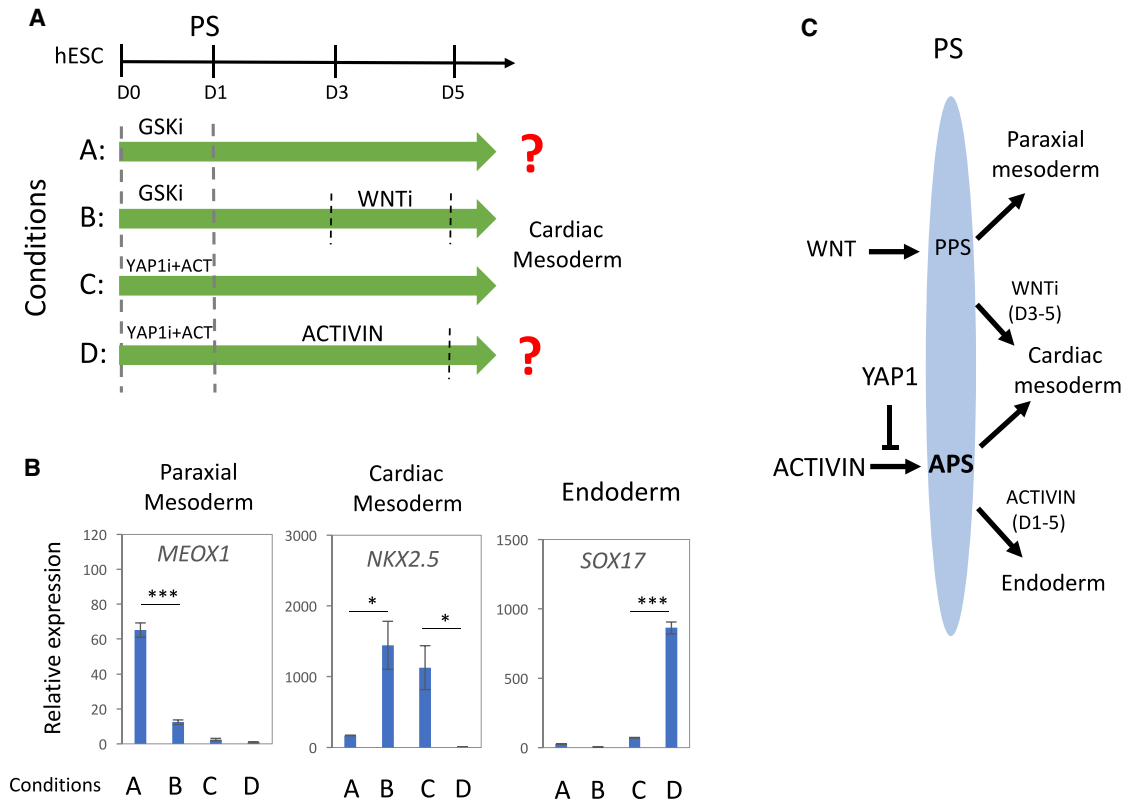 A
PS
hESC
D0 D1 D3 D5
Conditions
A: GSKi ?
B: GSKi WNTi
Cardiac
Mesoderm
C: YAP1i+ACT
D: YAP1i+ACT ACTIVIN ?
B
Relative expression
Paraxial
Mesoderm
MEOX1
***
120
100
80
60
40
20
0
Cardiac
Mesoderm
NKX2.5
* *
3000
2000
1000
0
Endoderm
SOX17
***
1500
1000
500
0
Conditions A B C D A B C D A B C D
C
PS
Paraxial
mesoderm
WNT PPS
WNTi
(D3-5)
Cardiac
mesoderm
YAP1
ACTIVIN APS
ACTIVIN
(D1-5)
Endoderm